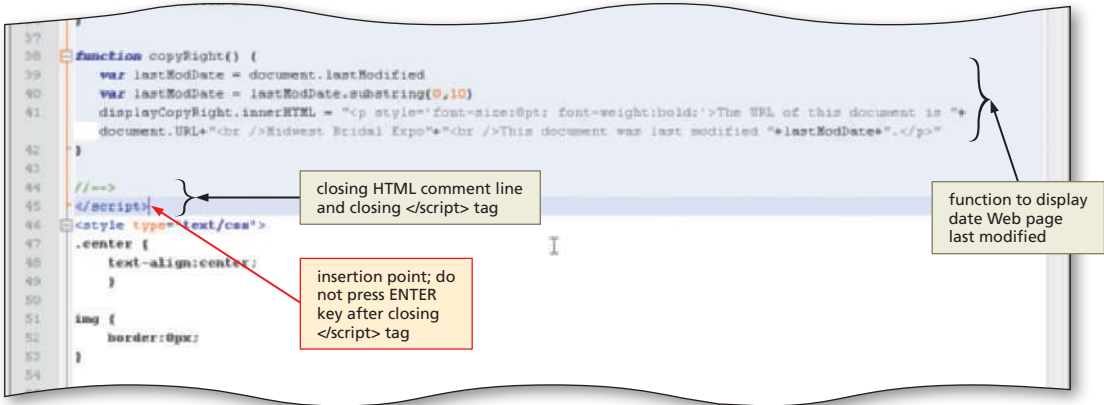 37
38 function copyRight() {
39 var lastModDate = document.lastModified
40 var lastModDate = lastModDate.substring(0,10)
41 displayCopyRight.innerHTML = "<p style='font-size:8pt; font-weight:bold;'>The URL of this document is "+
document.URL+"<br />Midwest Bridal Expo"+"<br />This document was last modified "+lastModDate+".</p>"
42 }
43
44 //-->
45 </script>
46 <style type="text/css">
47 .center {
48 text-align:center;
49 }
50
51 img {
52 border:0px;
53 }
54
closing HTML comment line
and closing </script> tag
insertion point; do
not press ENTER
key after closing
</script> tag
function to display
date Web page
last modified